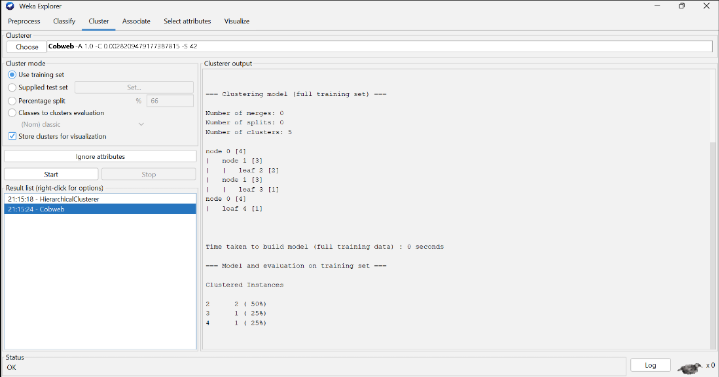 Weka Explorer
Preprocess Classify Cluster Associate Select attributes Visualize
Clusterer
Choose Cobweb -A 1.0 -C 0.0028209479177387815 -S 42
Cluster mode
Use training set
Supplied test set Set...
Percentage split % 66
Classes to clusters evaluation
(Nom) classic
Store clusters for visualization
Ignore attributes
Start Stop
Result list (right-click for options)
21:15:18 - HierarchicalClusterer
21:15:24 - Cobweb
Clusterer output
=== Clustering model (full training set) ===
Number of merges: 0
Number of splits: 0
Number of clusters: 5
node 0 [4]
|   node 1 [3]
|   |   leaf 2 [2]
|   node 1 [3]
|   |   leaf 3 [1]
node 0 [4]
|   leaf 4 [1]
Time taken to build model (full training data) : 0 seconds
=== Model and evaluation on training set ===
Clustered Instances
2 2 ( 50%)
3 1 ( 25%)
4 1 ( 25%)
Status
OK
Log x 0